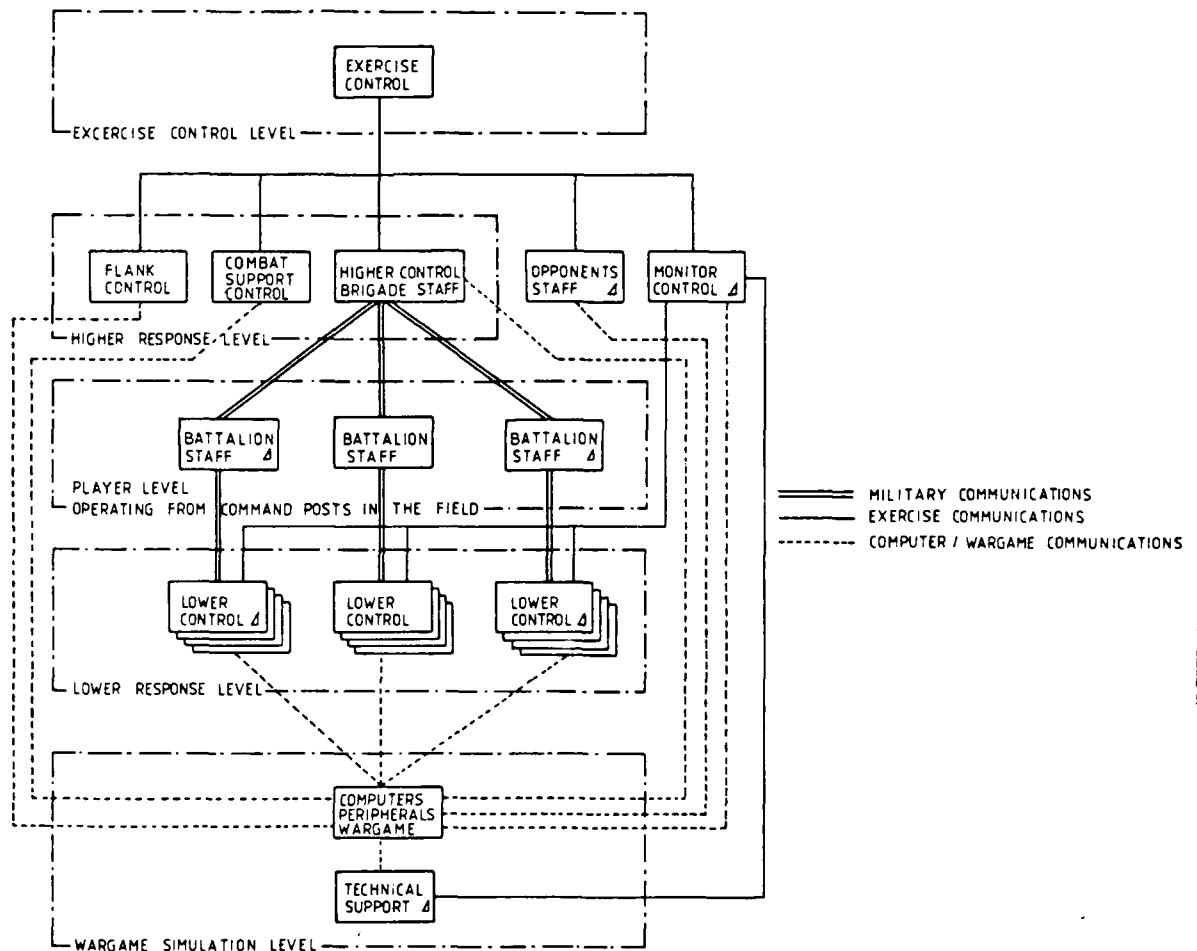 EXERCISE
CONTROL
EXCERCISE CONTROL LEVEL
FLANK
CONTROL
COMBAT
SUPPORT
CONTROL
HIGHER CONTROL
BRIGADE STAFF
OPPONENTS
STAFF Δ
MONITOR
CONTROL Δ
HIGHER RESPONSE LEVEL
BATTALION
STAFF Δ
BATTALION
STAFF
BATTALION
STAFF Δ
PLAYER LEVEL
OPERATING FROM COMMAND POSTS IN THE FIELD
MILITARY COMMUNICATIONS
EXERCISE COMMUNICATIONS
COMPUTER / WARGAME COMMUNICATIONS
LOWER
CONTROL Δ
LOWER
CONTROL
LOWER
CONTROL Δ
LOWER RESPONSE LEVEL
COMPUTERS
PERIPHERALS
WARGAME
TECHNICAL
SUPPORT Δ
WARGAME SIMULATION LEVEL